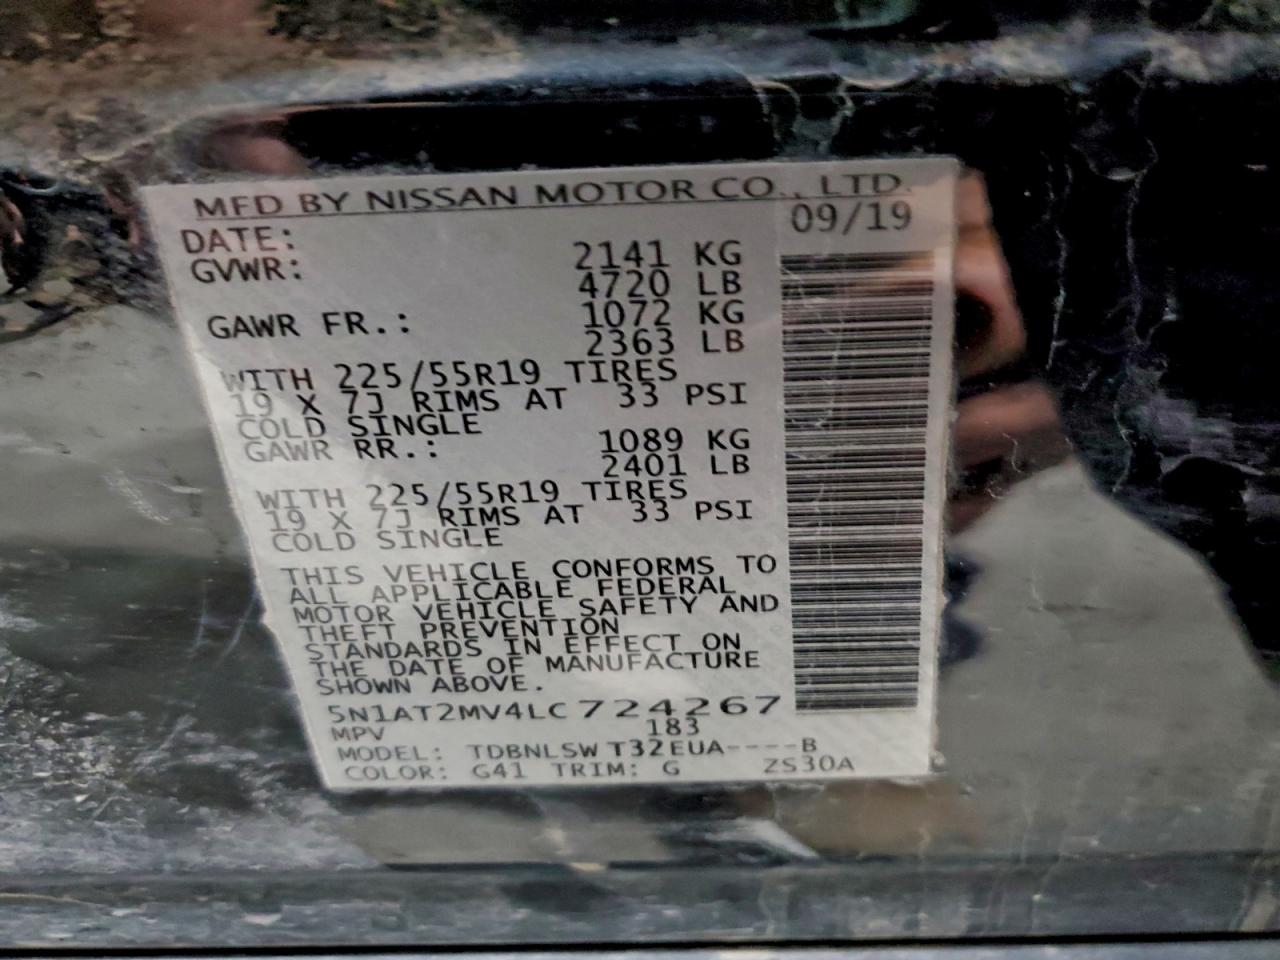 MFD BY NISSAN MOTOR CO., LTD.
DATE: 09/19
GVWR: 2141 KG
4720 LB
GAWR FR.: 1072 KG
2363 LB
WITH 225/55R19 TIRES
19 X 7J RIMS AT 33 PSI
COLD SINGLE
GAWR RR.: 1089 KG
2401 LB
WITH 225/55R19 TIRES
19 X 7J RIMS AT 33 PSI
COLD SINGLE
THIS VEHICLE CONFORMS TO
ALL APPLICABLE FEDERAL
MOTOR VEHICLE SAFETY AND
THEFT PREVENTION
STANDARDS IN EFFECT ON
THE DATE OF MANUFACTURE
SHOWN ABOVE.
5N1AT2MV4LC724267
MPV 183
MODEL: TDBNLSWT32EUA----B
COLOR: G41 TRIM: G ZS30A